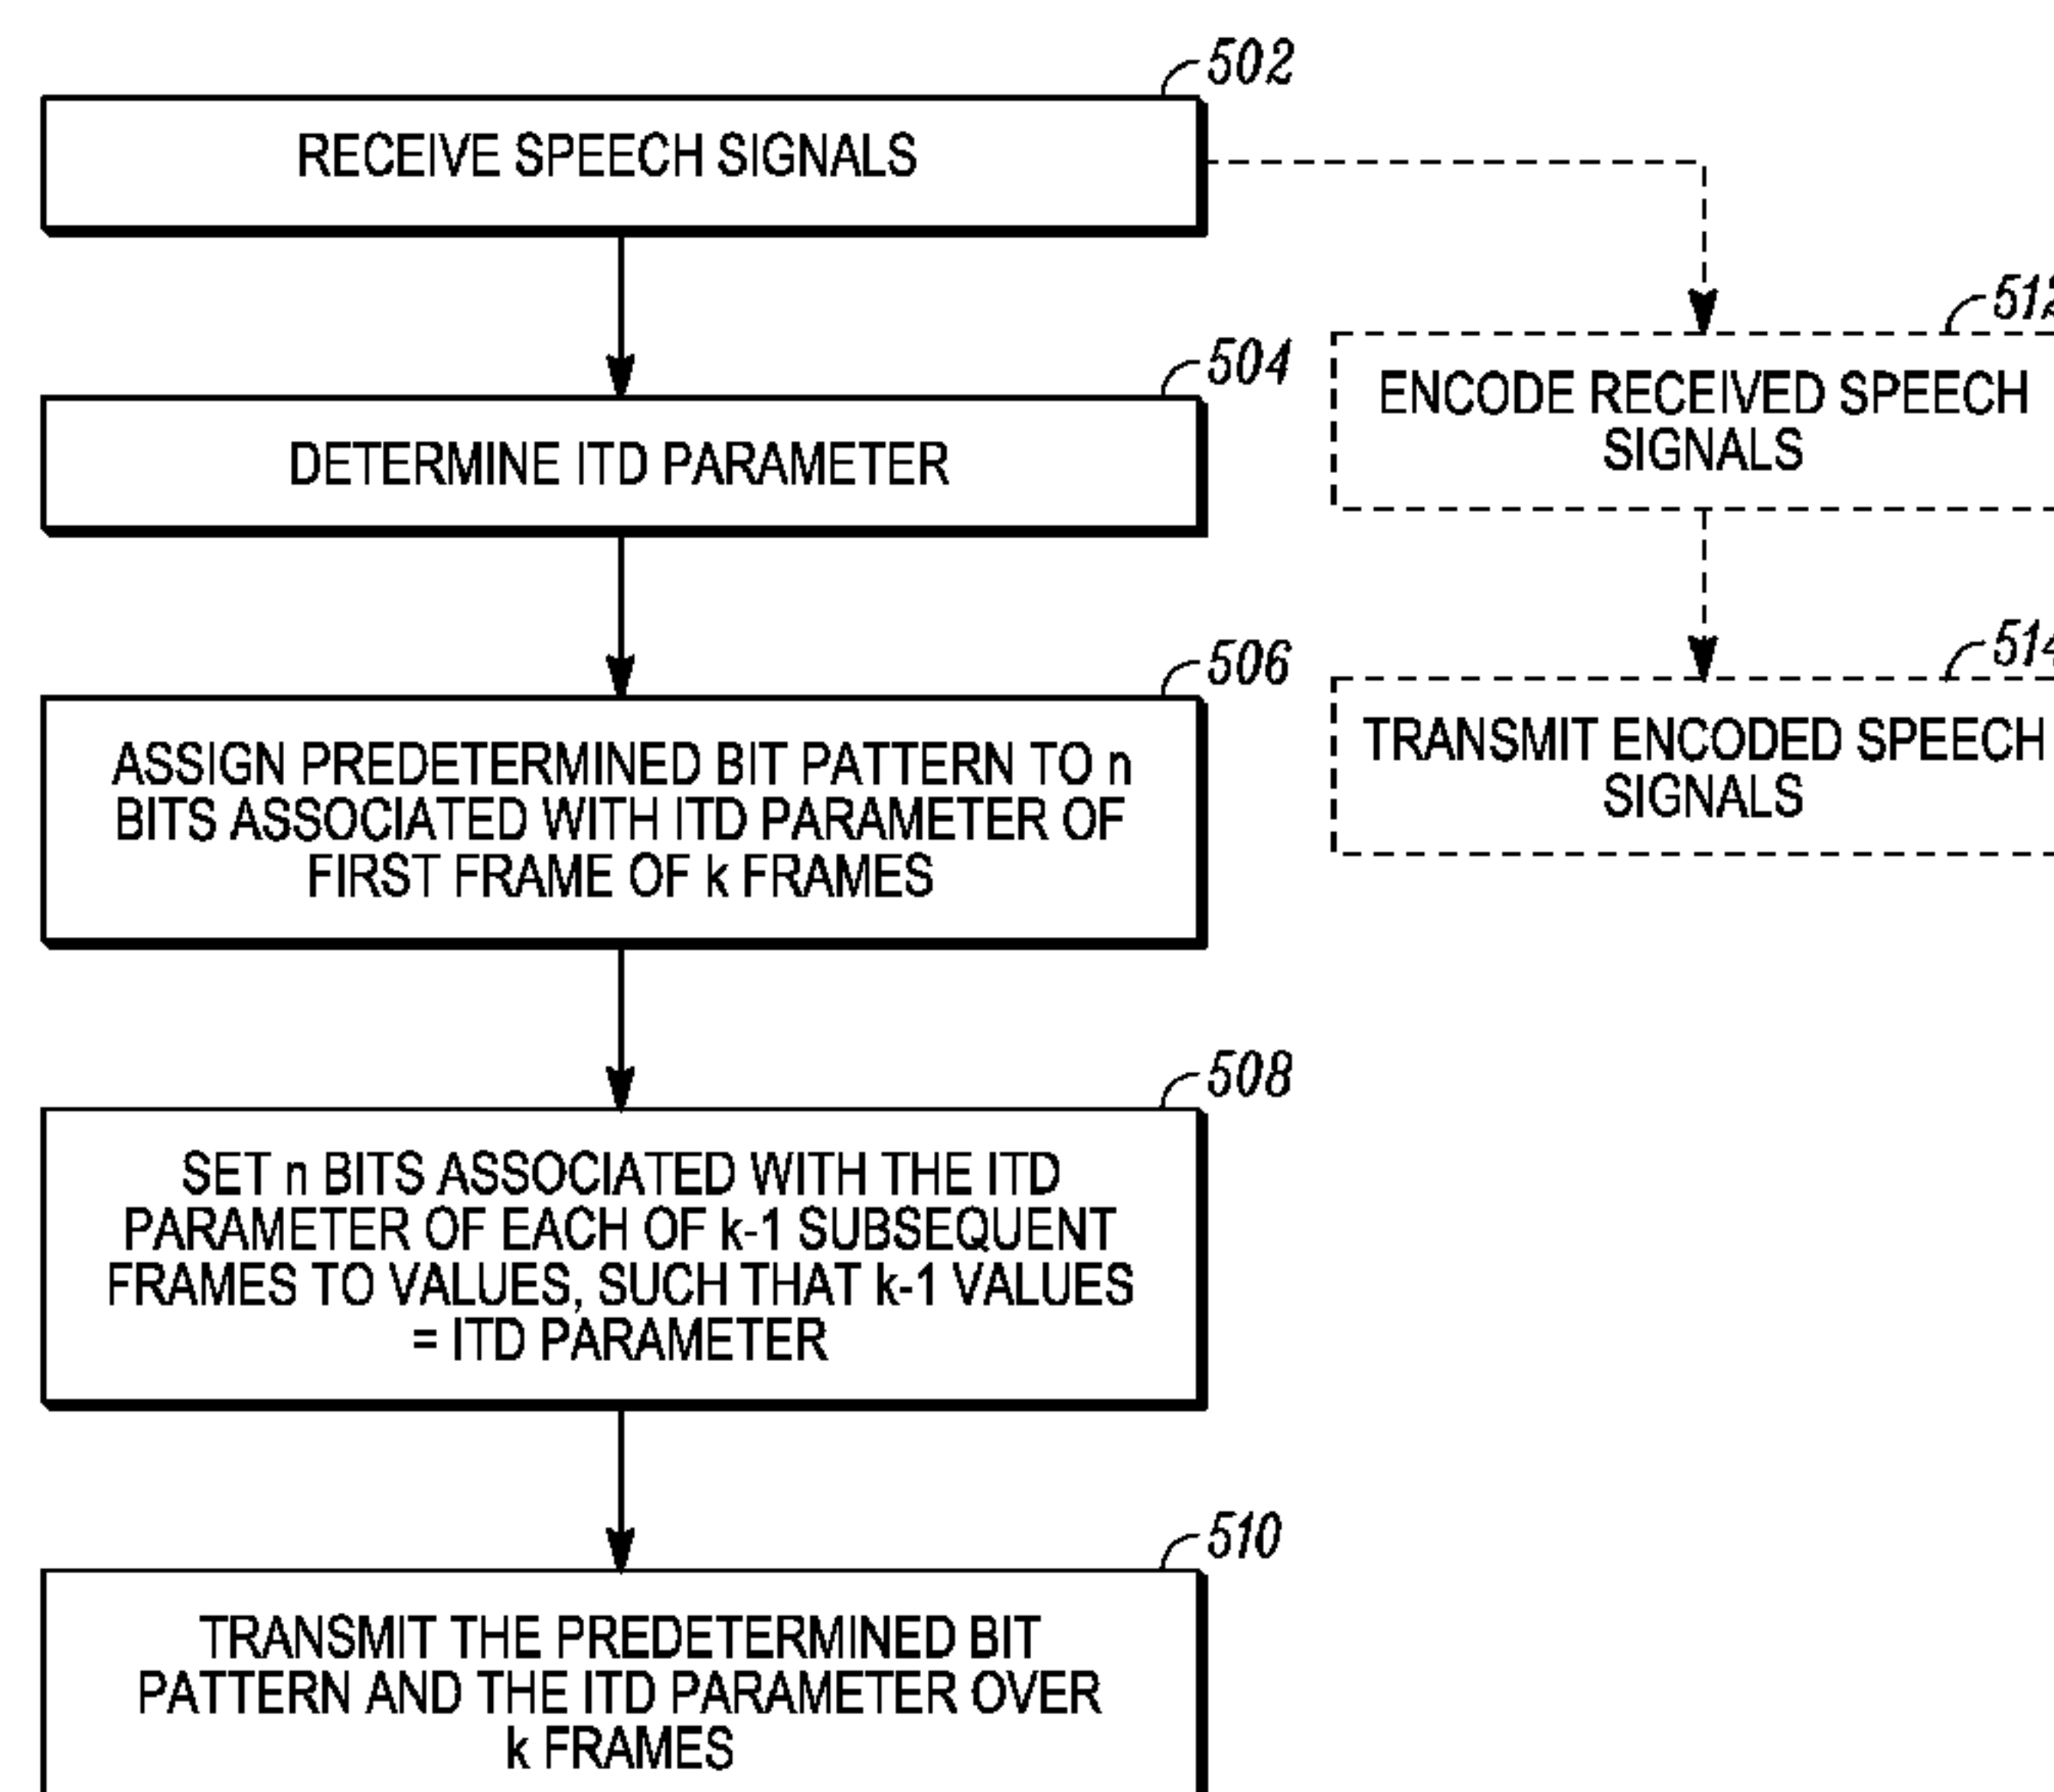 502
RECEIVE SPEECH SIGNALS
504
DETERMINE ITD PARAMETER
506
ASSIGN PREDETERMINED BIT PATTERN TO n
BITS ASSOCIATED WITH ITD PARAMETER OF
FIRST FRAME OF k FRAMES
508
SET n BITS ASSOCIATED WITH THE ITD
PARAMETER OF EACH OF k-1 SUBSEQUENT
FRAMES TO VALUES, SUCH THAT k-1 VALUES
= ITD PARAMETER
510
TRANSMIT THE PREDETERMINED BIT
PATTERN AND THE ITD PARAMETER OVER
k FRAMES
512
ENCODE RECEIVED SPEECH
SIGNALS
514
TRANSMIT ENCODED SPEECH
SIGNALS